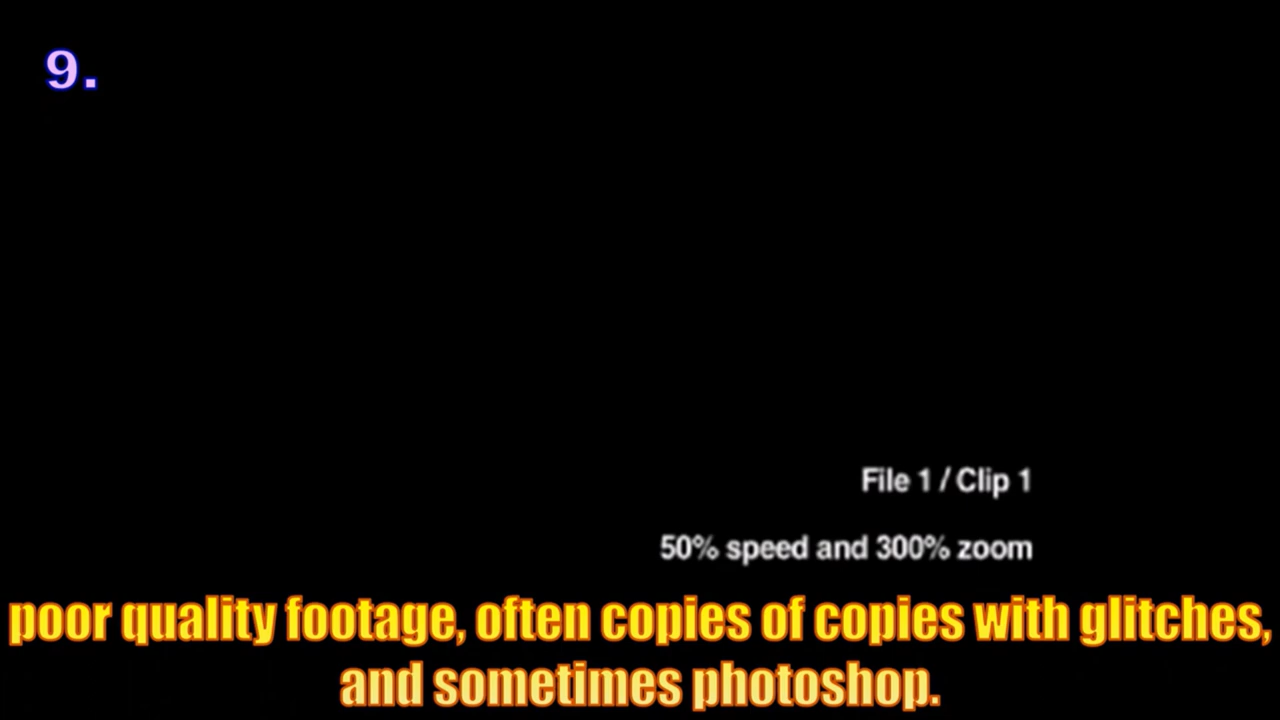 9.
File 1 / Clip 1
50% speed and 300% zoom
poor quality footage, often copies of copies with glitches,
and sometimes photoshop.